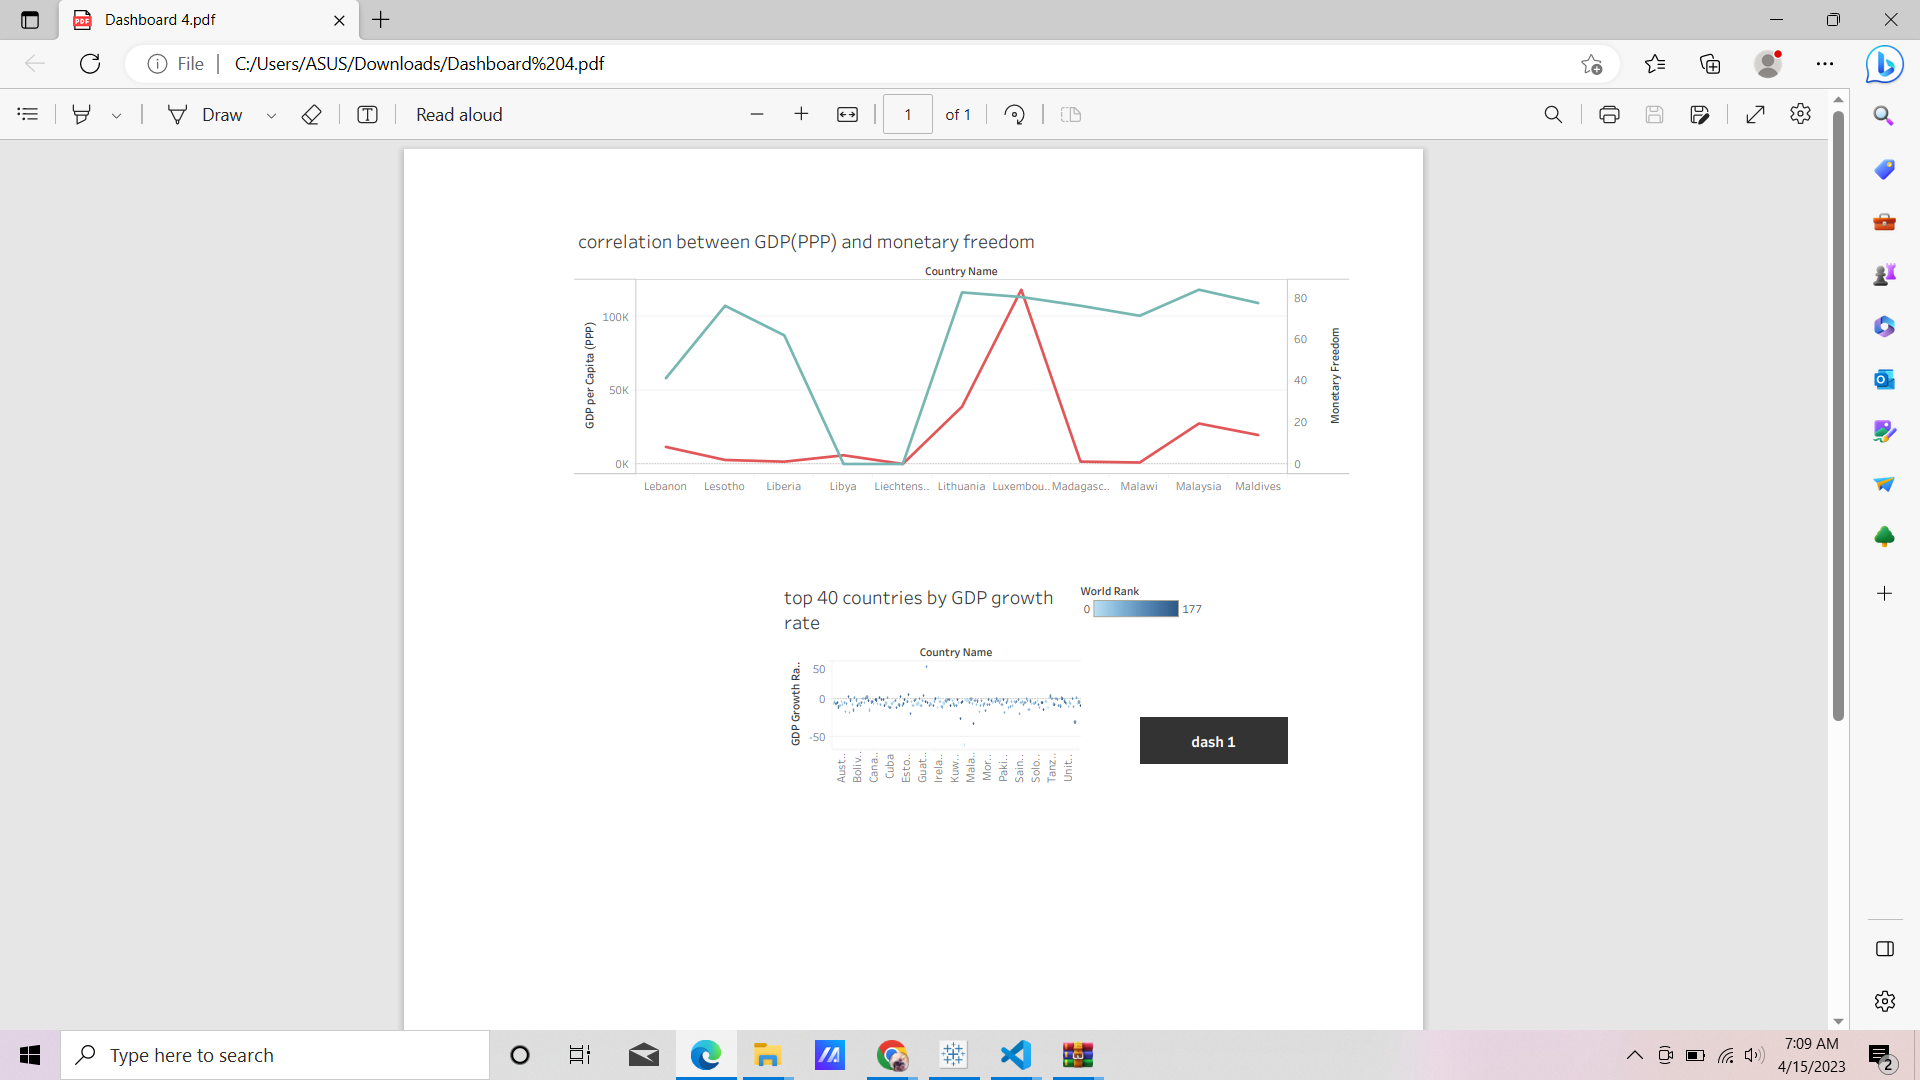 Dashboard 4.pdf
File
C:/Users/ASUS/Downloads/Dashboard%204.pdf
Draw
Read aloud
1 of 1
correlation between GDP(PPP) and monetary freedom
Country Name
GDP per Capita (PPP)
100K
50K
0K
80
60
40
20
0
Monetary Freedom
Lebanon Lesotho Liberia Libya Liechtens.. Lithuania Luxembou.. Madagasc.. Malawi Malaysia Maldives
top 40 countries by GDP growth
rate
World Rank
0 177
Country Name
GDP Growth Ra..
50
0
-50
Aust.. Boliv.. Cana.. Cuba Esto.. Guat.. Irela.. Kuw.. Mala.. Mor.. Paki.. Sain.. Solo.. Tanz.. Unit..
dash 1
Type here to search
7:09 AM
4/15/2023
2